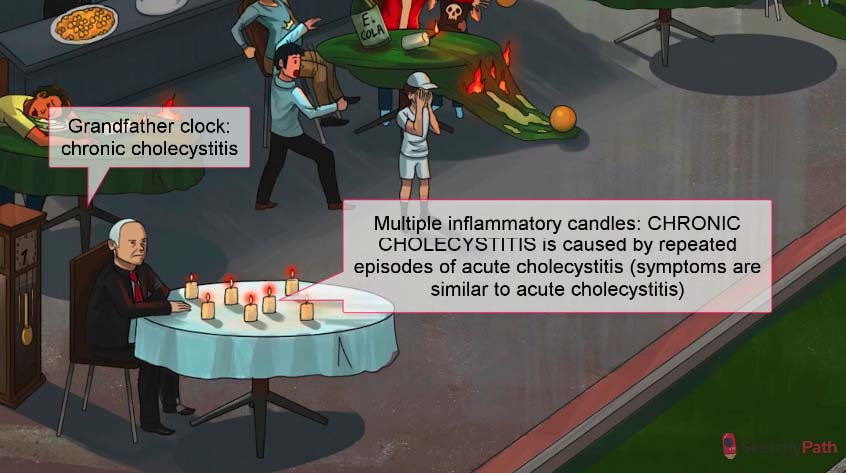 E.
COLA
Grandfather clock:
chronic cholecystitis
Multiple inflammatory candles: CHRONIC
CHOLECYSTITIS is caused by repeated
episodes of acute cholecystitis (symptoms are
similar to acute cholecystitis)
SketchyPath